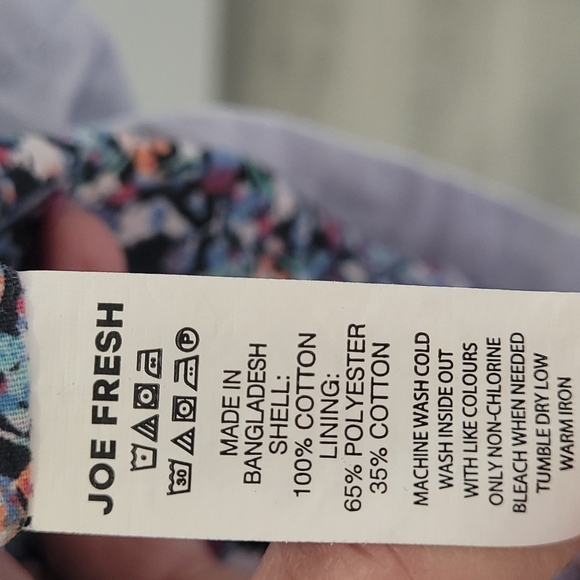 JOE FRESH
30 P
MADE IN
BANGLADESH
SHELL:
100% COTTON
LINING:
65% POLYESTER
35% COTTON
MACHINE WASH COLD
WASH INSIDE OUT
WITH LIKE COLOURS
ONLY NON-CHLORINE
BLEACH WHEN NEEDED
TUMBLE DRY LOW
WARM IRON